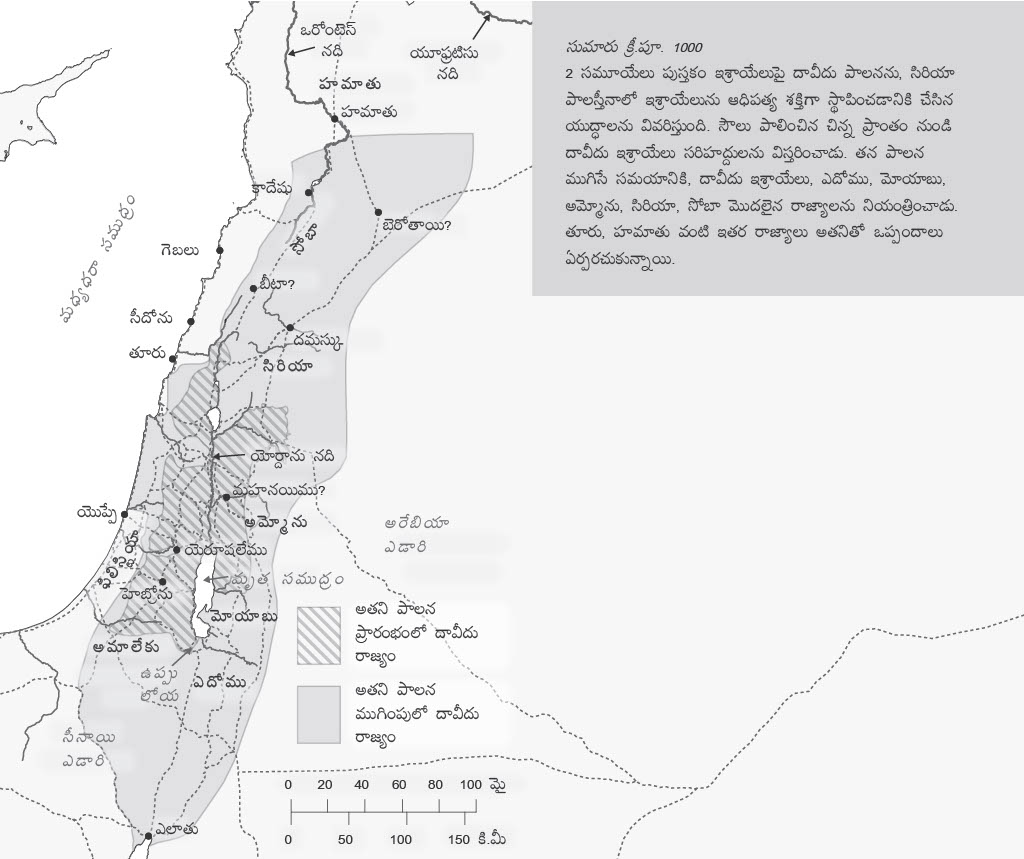 సుమారు క్రీ.పూ. 1000
2 సమూయేలు పుస్తకం ఇశ్రాయేలుపై దావీదు పాలనను, సిరియా
పాలస్తీనాలో ఇశ్రాయేలును ఆధిపత్య శక్తిగా స్థాపించడానికి చేసిన
యుద్ధాలను వివరిస్తుంది. సౌలు పాలించిన చిన్న ప్రాంతం నుండి
దావీదు ఇశ్రాయేలు సరిహద్దులను విస్తరించాడు. తన పాలన
ముగిసే సమయానికి, దావీదు ఇశ్రాయేలు, ఎదోము, మోయాబు,
అమ్మోను, సిరియా, సోబా మొదలైన రాజ్యాలను నియంత్రించాడు.
తూరు, హమాతు వంటి ఇతర రాజ్యాలు అతనితో ఒప్పందాలు
ఏర్పరచుకున్నాయి.
ఒరోంటెస్
నది
యూఫ్రటిసు
నది
హమాతు
హమాతు
కాదేషు
బెరోతాయి?
సోబా
గెబలు
మధ్యధరా సముద్రం
బీటా?
సీదోను
దమస్కు
తూరు
సిరియా
యోర్దాను నది
మహనయిము?
యొప్పే
అమ్మోను
అరేబియా
ఎడారి
యెరూషలేము
మృత సముద్రం
హెబ్రోను
మోయాబు
అమాలేకు
ఉప్పు
లోయ
ఎదోము
సీనాయి
ఎడారి
ఎలాతు
అతని పాలన
ప్రారంభంలో దావీదు
రాజ్యం
అతని పాలన
ముగింపులో దావీదు
రాజ్యం
0 20 40 60 80 100 మై
0 50 100 150 కి.మీ